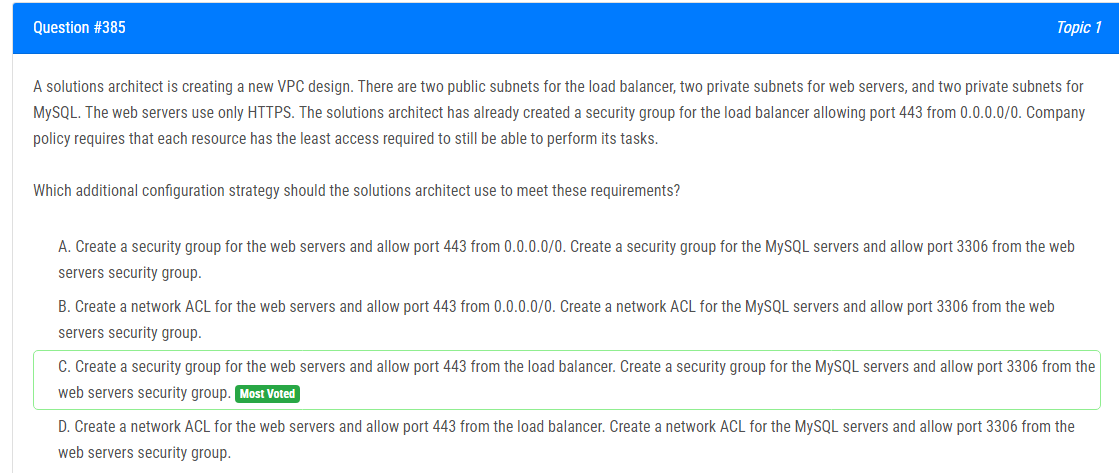 Question #385
Topic 1
A solutions architect is creating a new VPC design. There are two public subnets for the load balancer, two private subnets for web servers, and two private subnets for
MySQL. The web servers use only HTTPS. The solutions architect has already created a security group for the load balancer allowing port 443 from 0.0.0.0/0. Company
policy requires that each resource has the least access required to still be able to perform its tasks.
Which additional configuration strategy should the solutions architect use to meet these requirements?
A. Create a security group for the web servers and allow port 443 from 0.0.0.0/0. Create a security group for the MySQL servers and allow port 3306 from the web
servers security group.
B. Create a network ACL for the web servers and allow port 443 from 0.0.0.0/0. Create a network ACL for the MySQL servers and allow port 3306 from the web
servers security group.
C. Create a security group for the web servers and allow port 443 from the load balancer. Create a security group for the MySQL servers and allow port 3306 from the
web servers security group. Most Voted
D. Create a network ACL for the web servers and allow port 443 from the load balancer. Create a network ACL for the MySQL servers and allow port 3306 from the
web servers security group.